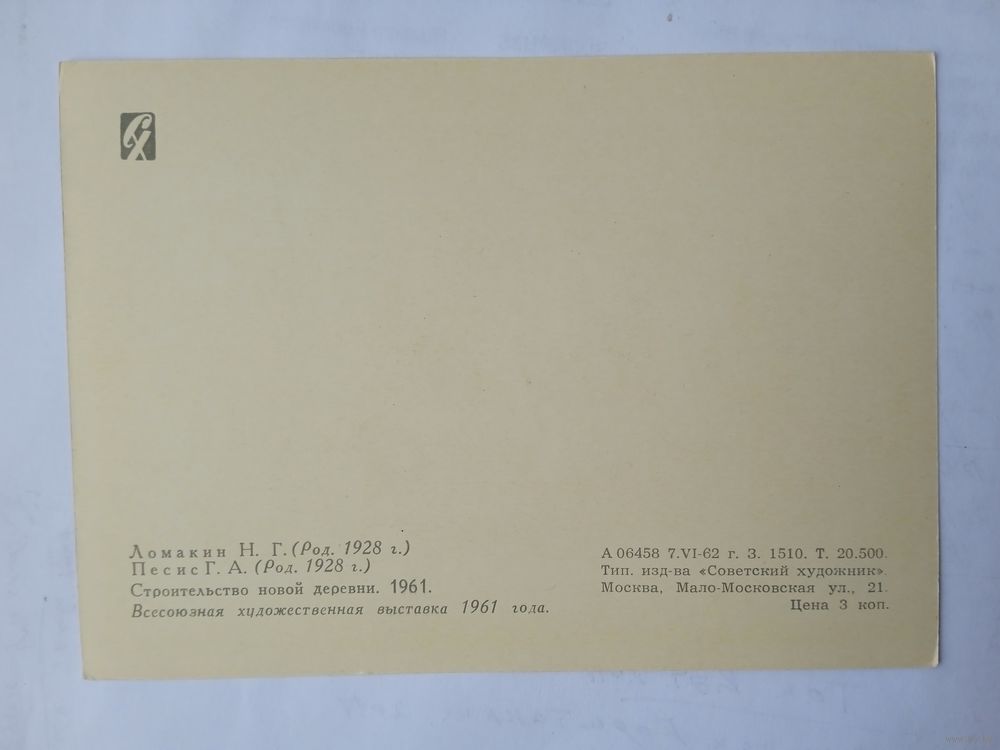 Ломакин Н. Г. (Род. 1928 г.)
Песис Г. А. (Род. 1928 г.)
Строительство новой деревни. 1961.
Всесоюзная художественная выставка 1961 года.
А 06458 7.VI-62 г. З. 1510. Т. 20.500.
Тип. изд-ва «Советский художник».
Москва, Мало-Московская ул., 21.
Цена 3 коп.